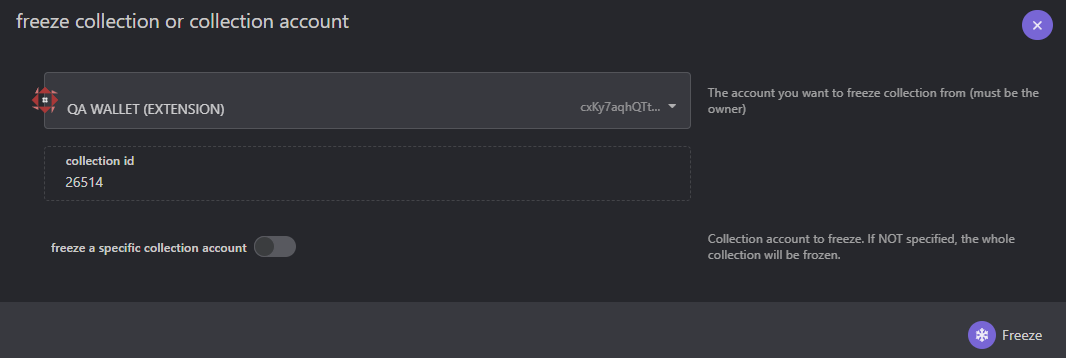 freeze collection or collection account
QA WALLET (EXTENSION)
cxKy7aqhQTt...
The account you want to freeze collection from (must be the
owner)
collection id
26514
freeze a specific collection account
Collection account to freeze. If NOT specified, the whole
collection will be frozen.
Freeze